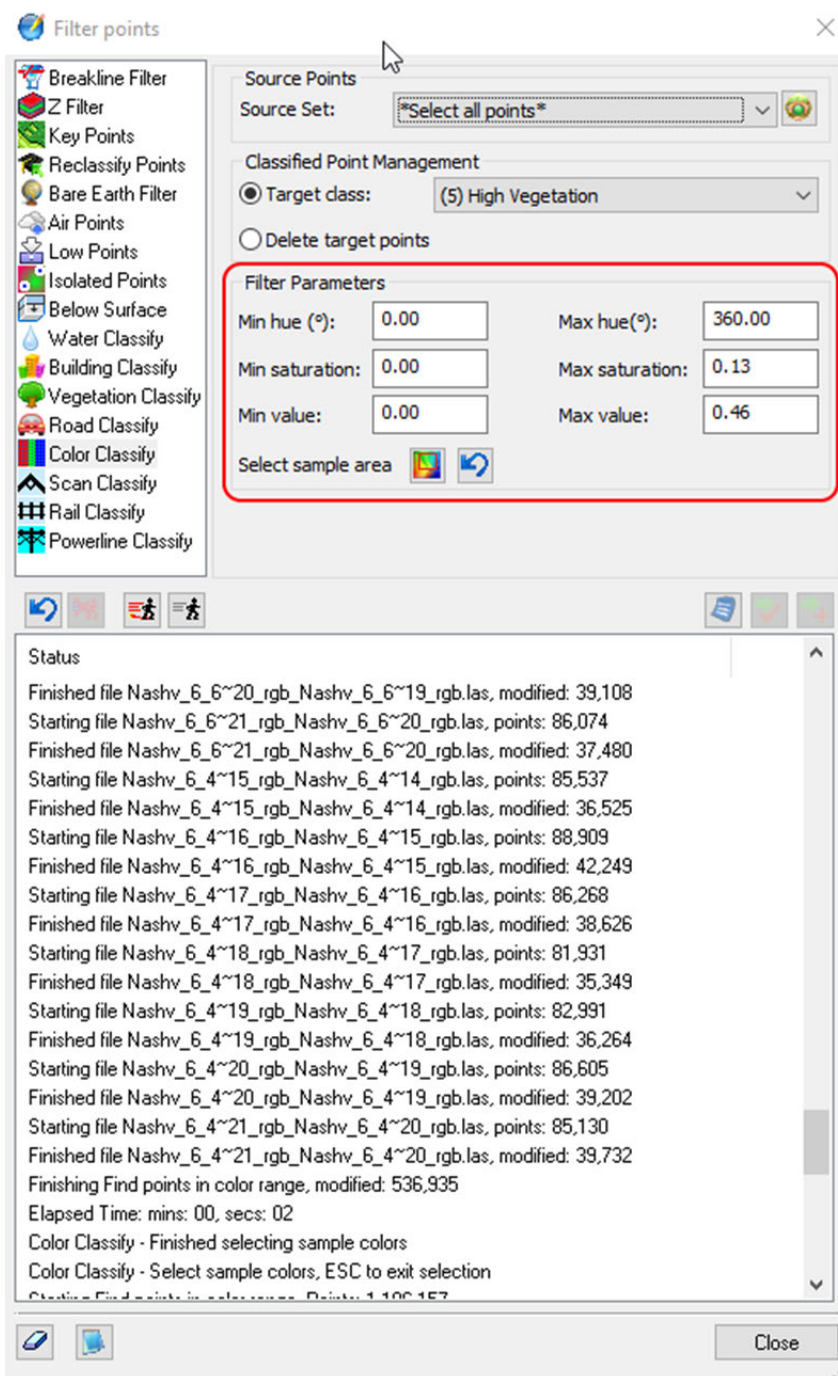 Filter points
Breakline Filter
Z Filter
Key Points
Reclassify Points
Bare Earth Filter
Air Points
Low Points
Isolated Points
Below Surface
Water Classify
Building Classify
Vegetation Classify
Road Classify
Color Classify
Scan Classify
Rail Classify
Powerline Classify
Source Points
Source Set: *Select all points*
Classified Point Management
Target class: (5) High Vegetation
Delete target points
Filter Parameters
Min hue (°): 0.00 Max hue(°): 360.00
Min saturation: 0.00 Max saturation: 0.13
Min value: 0.00 Max value: 0.46
Select sample area
Status
Finished file Nashv_6_6~20_rgb_Nashv_6_6~19_rgb.las, modified: 39,108
Starting file Nashv_6_6~21_rgb_Nashv_6_6~20_rgb.las, points: 86,074
Finished file Nashv_6_6~21_rgb_Nashv_6_6~20_rgb.las, modified: 37,480
Starting file Nashv_6_4~15_rgb_Nashv_6_4~14_rgb.las, points: 85,537
Finished file Nashv_6_4~15_rgb_Nashv_6_4~14_rgb.las, modified: 36,525
Starting file Nashv_6_4~16_rgb_Nashv_6_4~15_rgb.las, points: 88,909
Finished file Nashv_6_4~16_rgb_Nashv_6_4~15_rgb.las, modified: 42,249
Starting file Nashv_6_4~17_rgb_Nashv_6_4~16_rgb.las, points: 86,268
Finished file Nashv_6_4~17_rgb_Nashv_6_4~16_rgb.las, modified: 38,626
Starting file Nashv_6_4~18_rgb_Nashv_6_4~17_rgb.las, points: 81,931
Finished file Nashv_6_4~18_rgb_Nashv_6_4~17_rgb.las, modified: 35,349
Starting file Nashv_6_4~19_rgb_Nashv_6_4~18_rgb.las, points: 82,991
Finished file Nashv_6_4~19_rgb_Nashv_6_4~18_rgb.las, modified: 36,264
Starting file Nashv_6_4~20_rgb_Nashv_6_4~19_rgb.las, points: 86,605
Finished file Nashv_6_4~20_rgb_Nashv_6_4~19_rgb.las, modified: 39,202
Starting file Nashv_6_4~21_rgb_Nashv_6_4~20_rgb.las, points: 85,130
Finished file Nashv_6_4~21_rgb_Nashv_6_4~20_rgb.las, modified: 39,732
Finishing Find points in color range, modified: 536,935
Elapsed Time: mins: 00, secs: 02
Color Classify - Finished selecting sample colors
Color Classify - Select sample colors, ESC to exit selection
Starting Find points in color range, Points:
Close